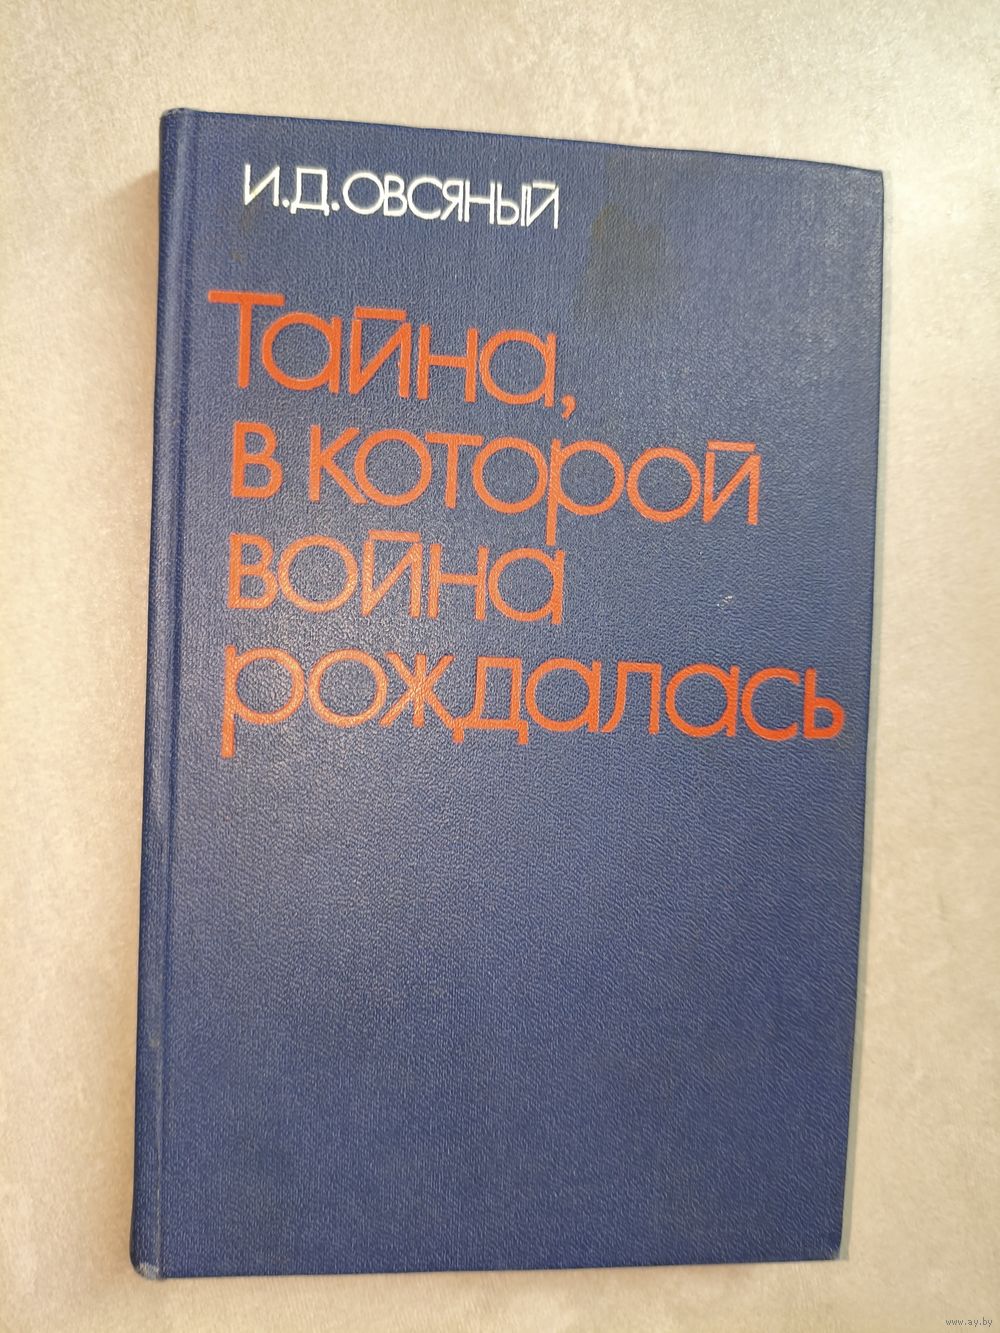 И.Д.ОВСЯНЫЙ
Тайна,
в которой
война
рождалась
www.ay.by